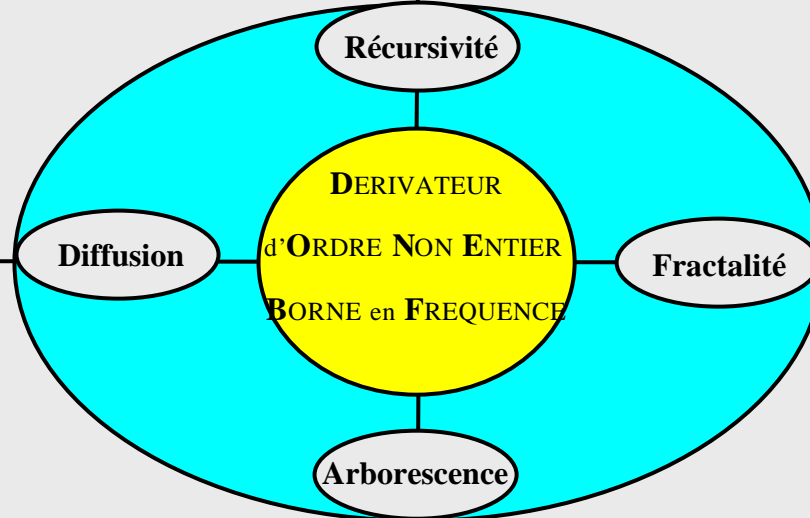 Récursivité
DERIVATEUR
d'ORDRE NON ENTIER
BORNE en FREQUENCE
Diffusion
Fractalité
Arborescence